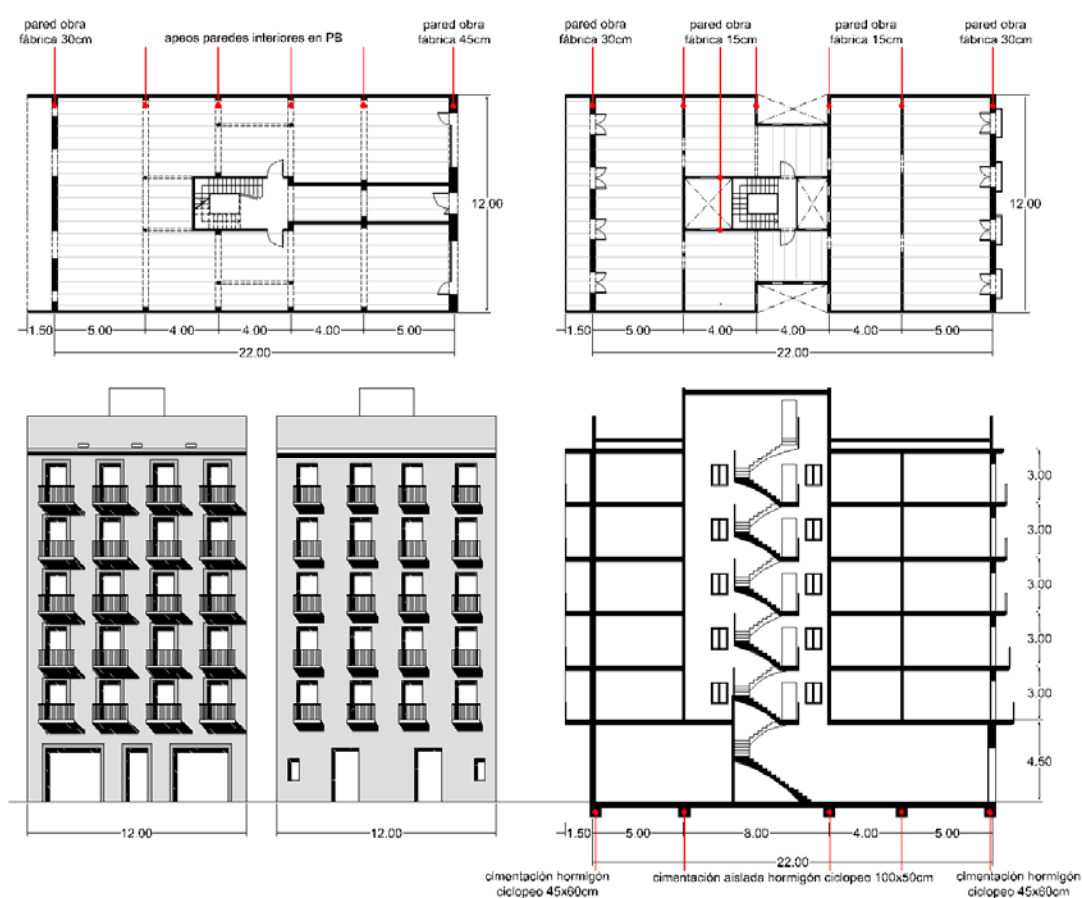 pared obra
fábrica 30cm
apeos paredes interiores en PB
pared obra
fábrica 45cm
pared obra
fábrica 30cm
pared obra
fábrica 15cm
pared obra
fábrica 15cm
pared obra
fábrica 30cm
12.00
12.00
1.50 5.00 4.00 4.00 4.00 5.00
22.00
1.50 5.00 4.00 4.00 4.00 5.00
22.00
3.00
3.00
3.00
3.00
3.00
4.50
12.00
12.00
1.50 5.00 8.00 4.00 5.00
22.00
cimentación hormigón
ciclopeo 45x60cm
cimentación aislada hormigón ciclopeo 100x50cm
cimentación hormigón
ciclopeo 45x60cm